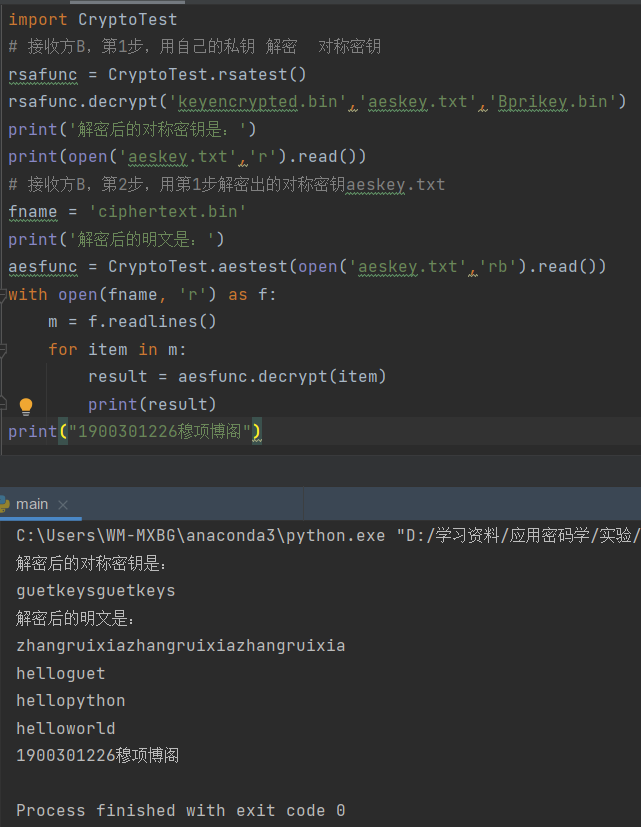 import CryptoTest
# 接收方B，第1步，用自己的私钥 解密  对称密钥
rsafunc = CryptoTest.rsatest()
rsafunc.decrypt('keyencrypted.bin','aeskey.txt','Bprikey.bin')
print('解密后的对称密钥是：')
print(open('aeskey.txt','r').read())
# 接收方B，第2步，用第1步解密出的对称密钥aeskey.txt
fname = 'ciphertext.bin'
print('解密后的明文是：')
aesfunc = CryptoTest.aestest(open('aeskey.txt','rb').read())
with open(fname, 'r') as f:
    m = f.readlines()
    for item in m:
        result = aesfunc.decrypt(item)
        print(result)
print("1900301226穆项博阁")
main
C:\Users\WM-MXBG\anaconda3\python.exe "D:/学习资料/应用密码学/实验/
解密后的对称密钥是：
guetkeysguetkeys
解密后的明文是：
zhangruixiazhangruixiazhangruixia
helloguet
hellopython
helloworld
1900301226穆项博阁
Process finished with exit code 0